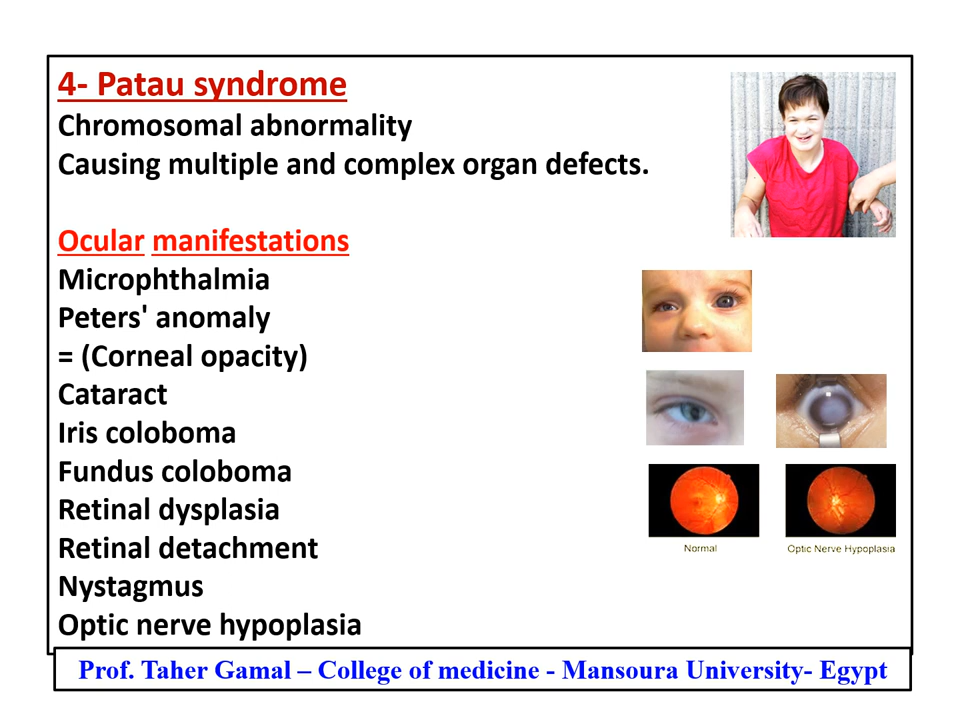 4- Patau syndrome
Chromosomal abnormality
Causing multiple and complex organ defects.
Ocular manifestations
Microphthalmia
Peters' anomaly
= (Corneal opacity)
Cataract
Iris coloboma
Fundus coloboma
Retinal dysplasia
Retinal detachment
Nystagmus
Optic nerve hypoplasia
Normal
Optic Nerve Hypoplasia
Prof. Taher Gamal – College of medicine - Mansoura University- Egypt